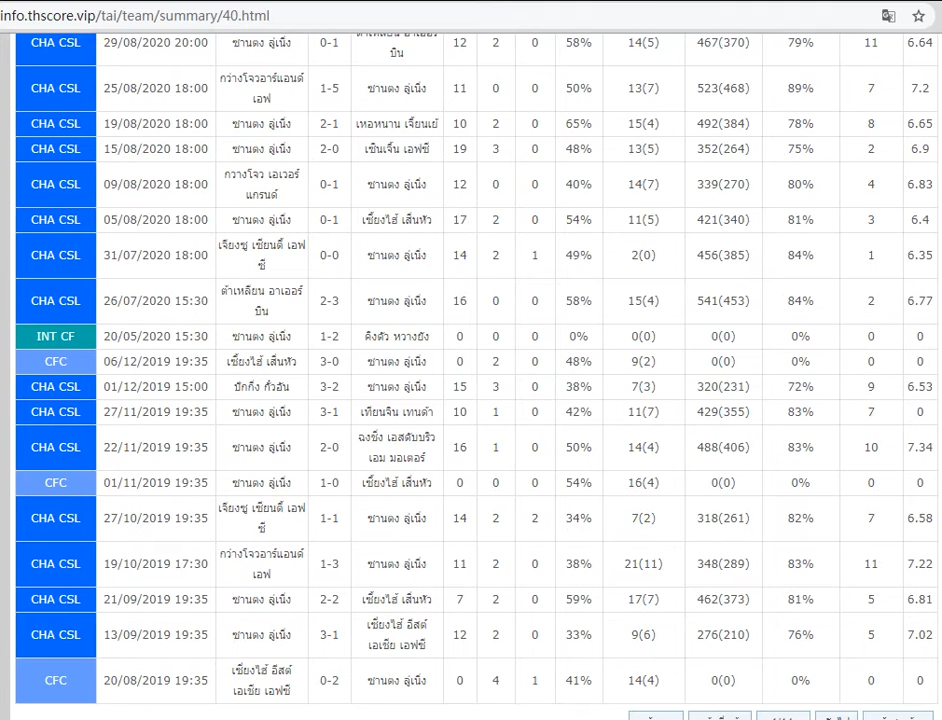 info.thscore.vip/tai/team/summary/40.html
CHA CSL 29/08/2020 20:00 ซานตง ลู่เนิ่ง 0-1 ต้าเหลียน อาเออร์บิน 12 2 0 58% 14(5) 467(370) 79% 11 6.64
CHA CSL 25/08/2020 18:00 กว่างโจวอาร์แอนด์เอฟ 1-5 ซานตง ลู่เนิ่ง 11 0 0 50% 13(7) 523(468) 89% 7 7.2
CHA CSL 19/08/2020 18:00 ซานตง ลู่เนิ่ง 2-1 เหอหนาน เจี้ยนเย่ 10 2 0 65% 15(4) 492(384) 78% 8 6.65
CHA CSL 15/08/2020 18:00 ซานตง ลู่เนิ่ง 2-0 เซินเจิ้น เอฟซี 19 3 0 48% 13(5) 352(264) 75% 2 6.9
CHA CSL 09/08/2020 18:00 กวางโจว เอเวอร์แกรนด์ 0-1 ซานตง ลู่เนิ่ง 12 0 0 40% 14(7) 339(270) 80% 4 6.83
CHA CSL 05/08/2020 18:00 ซานตง ลู่เนิ่ง 0-1 เซี่ยงไฮ้ เสิ่นหัว 17 2 0 54% 11(5) 421(340) 81% 3 6.4
CHA CSL 31/07/2020 18:00 เจียงซู เซียนตี้ เอฟซี 0-0 ซานตง ลู่เนิ่ง 14 2 1 49% 2(0) 456(385) 84% 1 6.35
CHA CSL 26/07/2020 15:30 ต้าเหลียน อาเออร์บิน 2-3 ซานตง ลู่เนิ่ง 16 0 0 58% 15(4) 541(453) 84% 2 6.77
INT CF 20/05/2020 15:30 ซานตง ลู่เนิ่ง 1-2 คิงตัว หวางยัง 0 0 0 0% 0(0) 0(0) 0% 0 0
CFC 06/12/2019 19:35 เซี่ยงไฮ้ เสิ่นหัว 3-0 ซานตง ลู่เนิ่ง 0 2 0 48% 9(2) 0(0) 0% 0 0
CHA CSL 01/12/2019 15:00 ปักกิ่ง กั๋วอัน 3-2 ซานตง ลู่เนิ่ง 15 3 0 38% 7(3) 320(231) 72% 9 6.53
CHA CSL 27/11/2019 19:35 ซานตง ลู่เนิ่ง 3-1 เทียนจิน เทนด้า 10 1 0 42% 11(7) 429(355) 83% 7 0
CHA CSL 22/11/2019 19:35 ซานตง ลู่เนิ่ง 2-0 ฉงชิ่ง เอสดับบริว เอม มอเตอร์ 16 1 0 50% 14(4) 488(406) 83% 10 7.34
CFC 01/11/2019 19:35 ซานตง ลู่เนิ่ง 1-0 เซี่ยงไฮ้ เสิ่นหัว 0 0 0 54% 16(4) 0(0) 0% 0 0
CHA CSL 27/10/2019 19:35 เจียงซู เซียนตี้ เอฟซี 1-1 ซานตง ลู่เนิ่ง 14 2 2 34% 7(2) 318(261) 82% 7 6.58
CHA CSL 19/10/2019 17:30 กว่างโจวอาร์แอนด์เอฟ 1-3 ซานตง ลู่เนิ่ง 11 2 0 38% 21(11) 348(289) 83% 11 7.22
CHA CSL 21/09/2019 19:35 ซานตง ลู่เนิ่ง 2-2 เซี่ยงไฮ้ เสิ่นหัว 7 2 0 59% 17(7) 462(373) 81% 5 6.81
CHA CSL 13/09/2019 19:35 ซานตง ลู่เนิ่ง 3-1 เซี่ยงไฮ้ อีสต์ เอเชีย เอฟซี 12 2 0 33% 9(6) 276(210) 76% 5 7.02
CFC 20/08/2019 19:35 เซี่ยงไฮ้ อีสต์ เอเชีย เอฟซี 0-2 ซานตง ลู่เนิ่ง 0 4 1 41% 14(4) 0(0) 0% 0 0